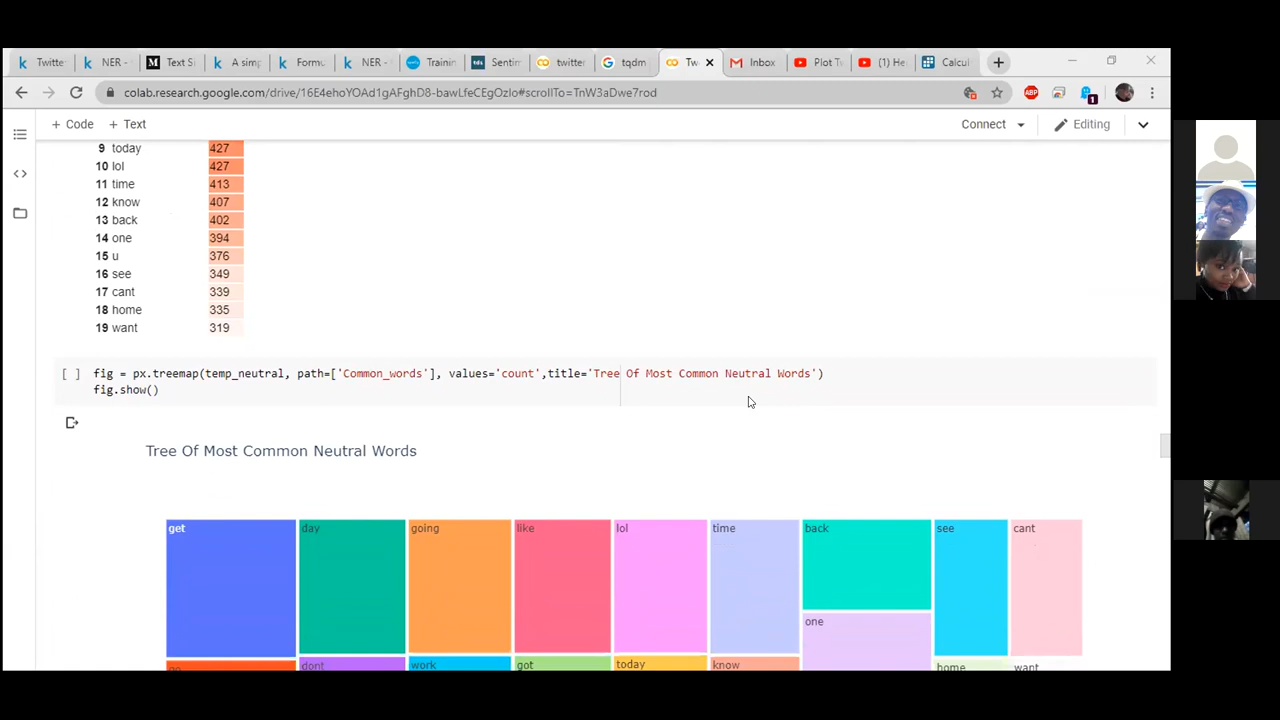 Twitte
NER -
Text S
A simp
Formu
NER -
Trainin
Sentin
twitter
tqdm
Tw
Inbox
Plot Tw
(1) He
Calcul
colab.research.google.com/drive/16E4ehoYOAd1gAFghD8-bawLfeCEgOzIo#scrollTo=TnW3aDwe7rod
+ Code + Text
Connect
Editing
9 today 427
10 lol 427
11 time 413
12 know 407
13 back 402
14 one 394
15 u 376
16 see 349
17 cant 339
18 home 335
19 want 319
[ ] fig = px.treemap(temp_neutral, path=['Common_words'], values='count',title='Tree Of Most Common Neutral Words')
fig.show()
Tree Of Most Common Neutral Words
get day going like lol time back see cant
one
go dont work got today know home want